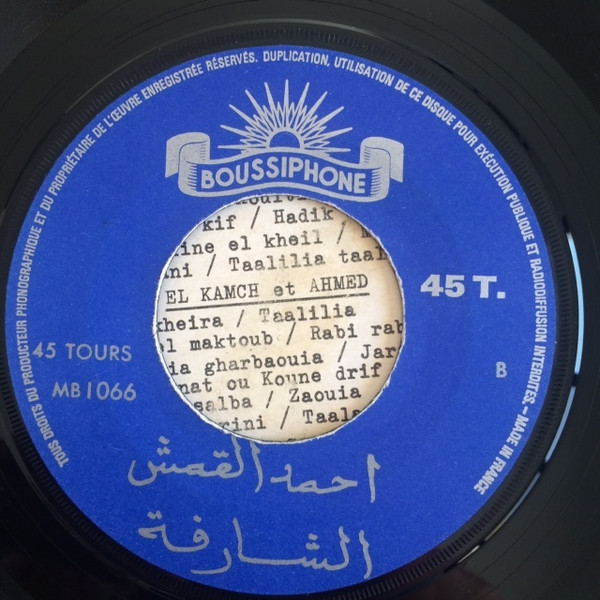 TOUS DROITS DU PRODUCTEUR PHONOGRAPHIQUE ET DU PROPRIÉTAIRE DE L'ŒUVRE ENREGISTRÉE RÉSERVÉS. DUPLICATION, UTILISATION DE CE DISQUE POUR EXÉCUTION PUBLIQUE ET RADIODIFFUSION INTERDITES. - MADE IN FRANCE
BOUSSIPHONE
kif / Hadik
ine el kheil /
ni / Taalilia taal
EL KAMCH et AHMED
kheira / Taalilia
l maktoub / Rabi rab
ia gharbaouia / Jar
nat ou Koune drif
salba / Zaouia
rini / Taala
45 T.
45 TOURS
MB 1066
B
احمد القمش
الشارفة